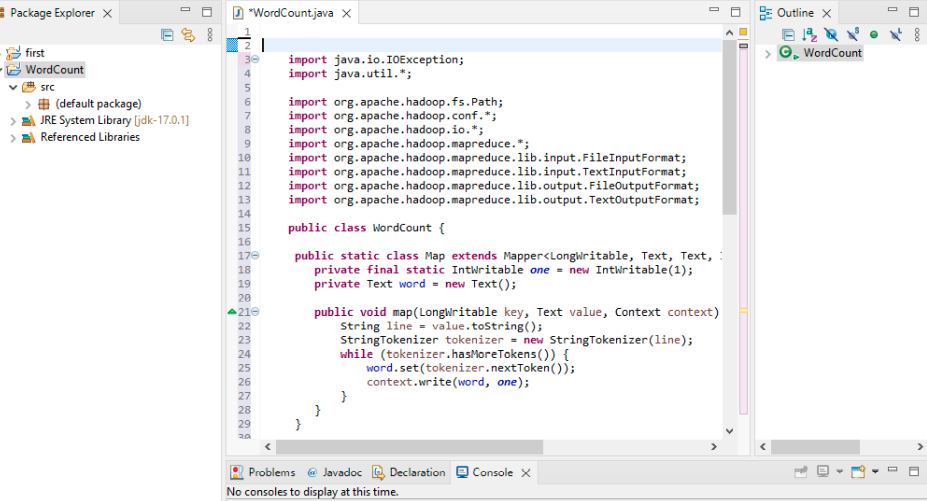 Package Explorer
first
WordCount
src
(default package)
JRE System Library [jdk-17.0.1]
Referenced Libraries
*WordCount.java
1
2
3 import java.io.IOException;
4 import java.util.*;
5
6 import org.apache.hadoop.fs.Path;
7 import org.apache.hadoop.conf.*;
8 import org.apache.hadoop.io.*;
9 import org.apache.hadoop.mapreduce.*;
10 import org.apache.hadoop.mapreduce.lib.input.FileInputFormat;
11 import org.apache.hadoop.mapreduce.lib.input.TextInputFormat;
12 import org.apache.hadoop.mapreduce.lib.output.FileOutputFormat;
13 import org.apache.hadoop.mapreduce.lib.output.TextOutputFormat;
14
15 public class WordCount {
16
17 public static class Map extends Mapper<LongWritable, Text, Text,
18 private final static IntWritable one = new IntWritable(1);
19 private Text word = new Text();
20
21 public void map(LongWritable key, Text value, Context context)
22 String line = value.toString();
23 StringTokenizer tokenizer = new StringTokenizer(line);
24 while (tokenizer.hasMoreTokens()) {
25 word.set(tokenizer.nextToken());
26 context.write(word, one);
27 }
28 }
29 }
30
Outline
WordCount
Problems @ Javadoc Declaration Console
No consoles to display at this time.